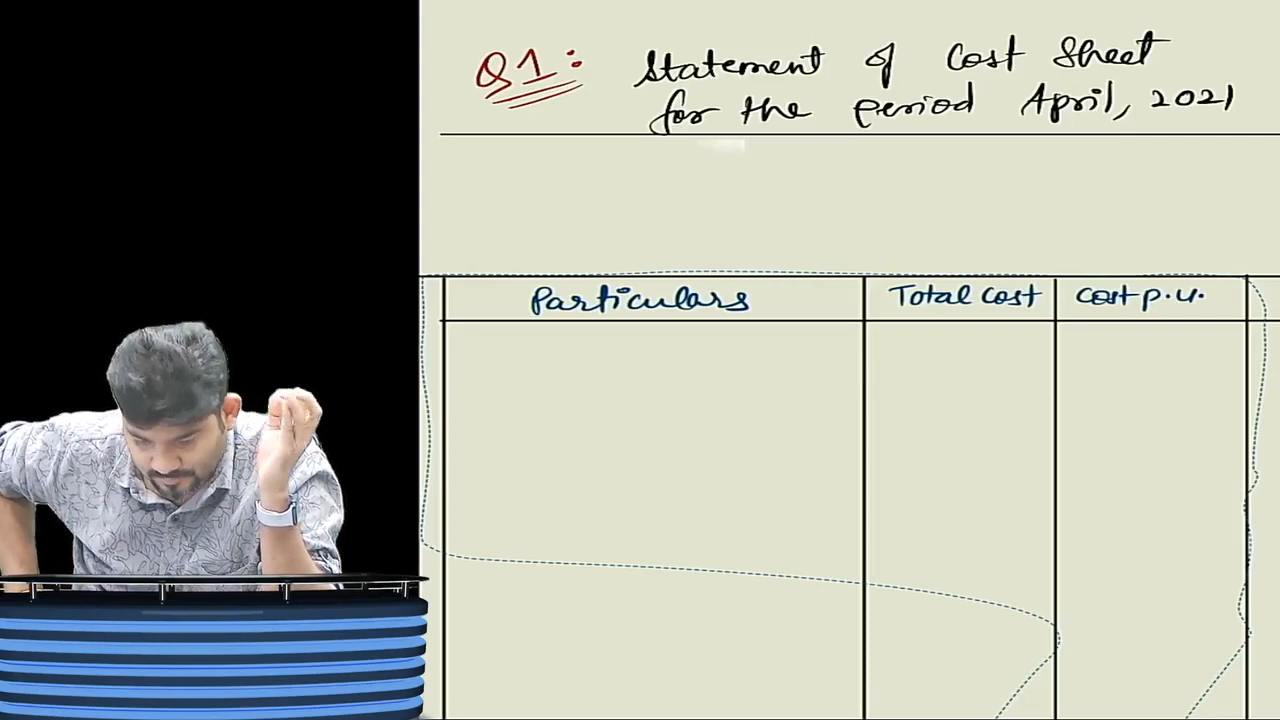 Q1:
Statement of Cost Sheet
for the period April, 2021
Particulars
Total Cost
Cost p.u.